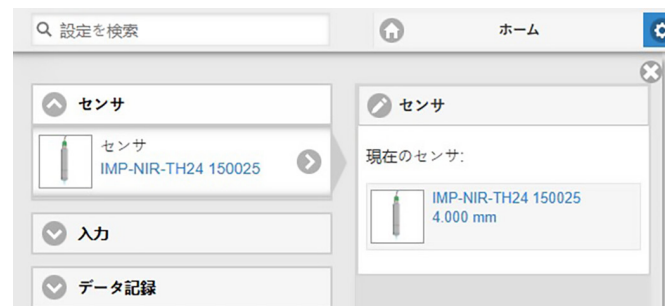 設定を検索
ホーム
センサ
センサ
IMP-NIR-TH24 150025
入力
データ記録
センサ
現在のセンサ:
IMP-NIR-TH24 150025
4.000 mm